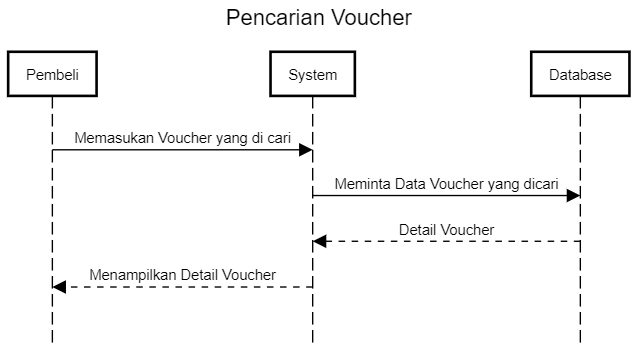 Pencarian Voucher
Pembeli
System
Database
Memasukan Voucher yang di cari
Meminta Data Voucher yang dicari
Detail Voucher
Menampilkan Detail Voucher